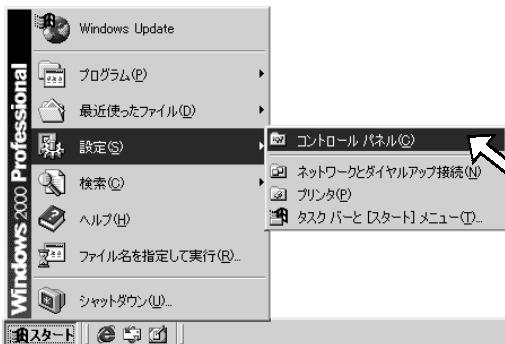 Windows 2000 Professional
Windows Update
プログラム(P)
最近使ったファイル(D)
設定(S)
検索(C)
ヘルプ(H)
ファイル名を指定して実行(R)...
シャットダウン(U)...
コントロール パネル(C)
ネットワークとダイヤルアップ接続(N)
プリンタ(P)
タスク バーと [スタート] メニュー(T)...
スタート